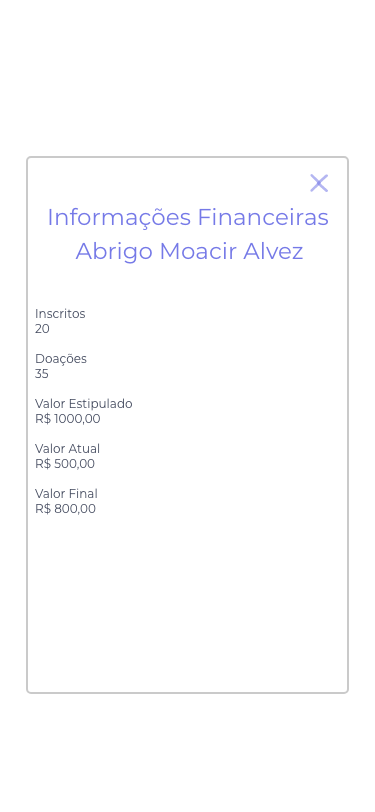 Informações Financeiras
Abrigo Moacir Alvez
Inscritos
20
Doações
35
Valor Estipulado
R$ 1000,00
Valor Atual
R$ 500,00
Valor Final
R$ 800,00